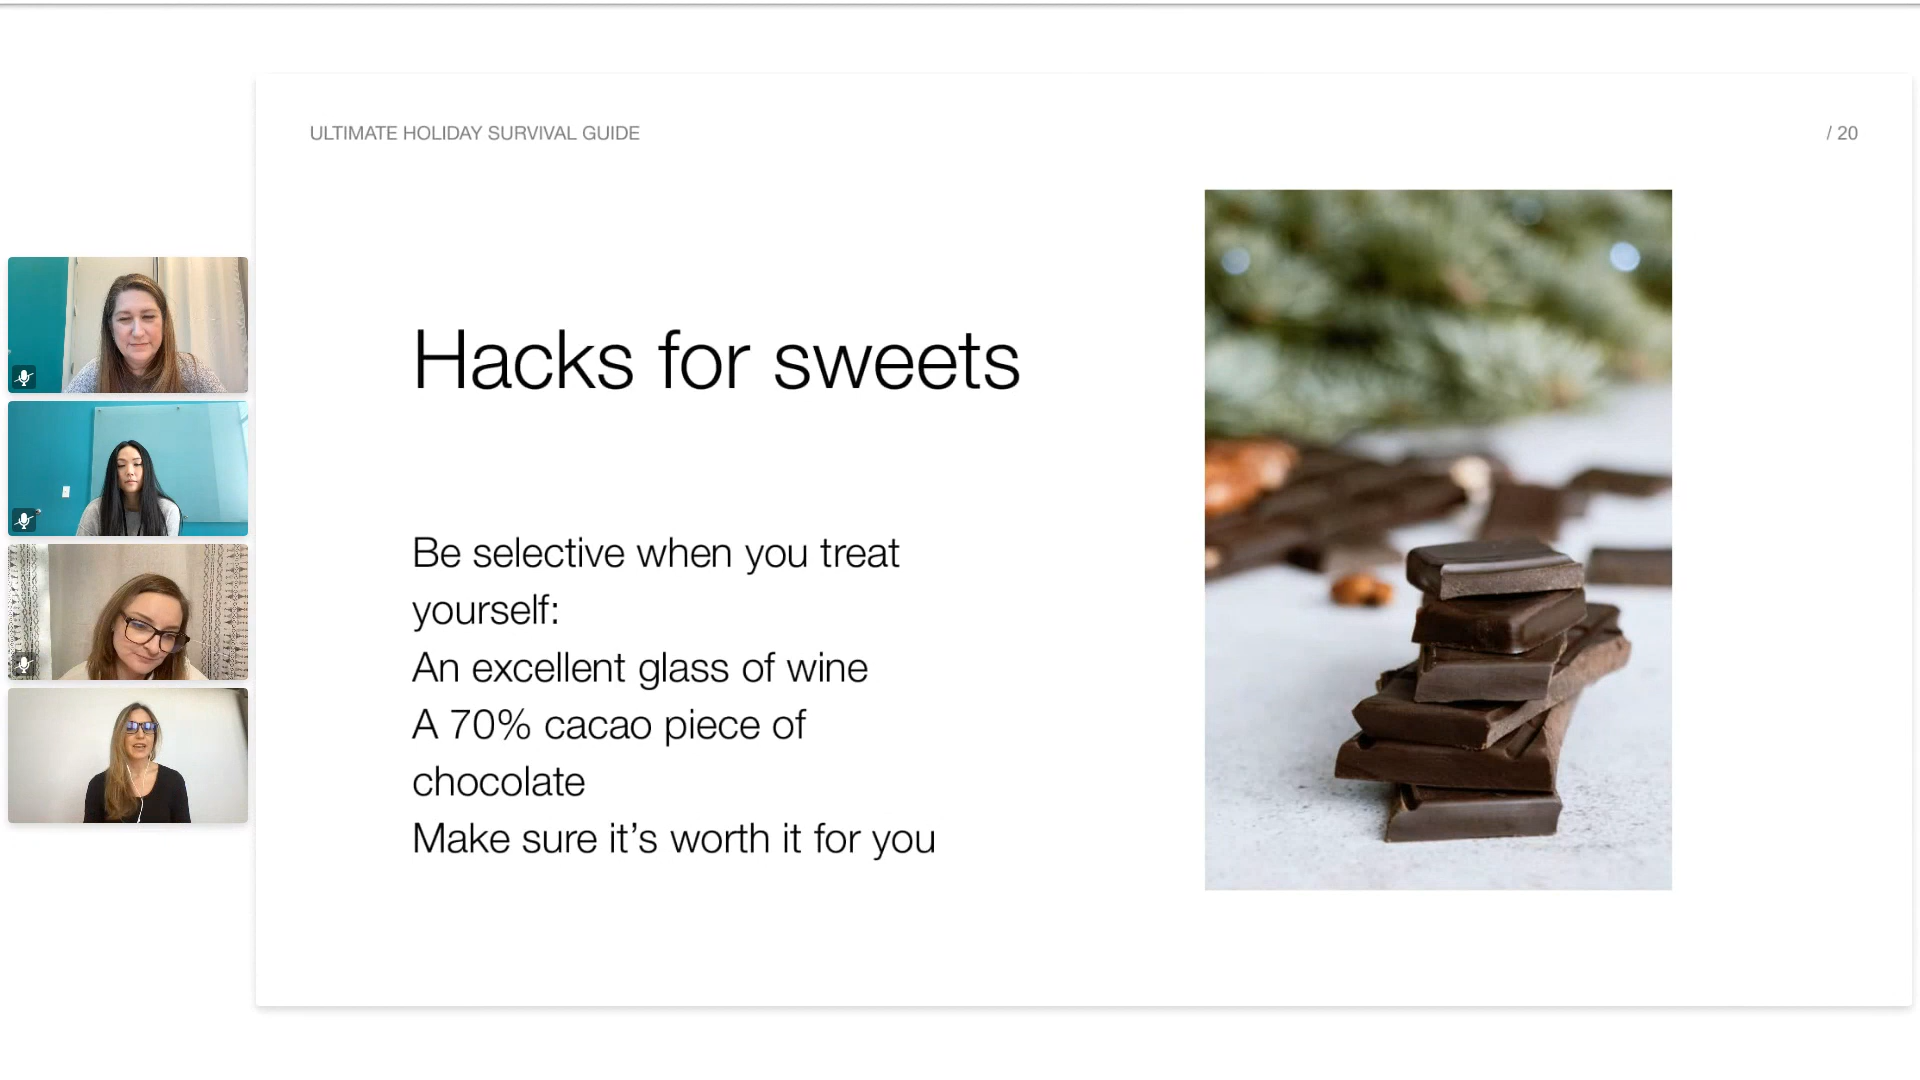 ULTIMATE HOLIDAY SURVIVAL GUIDE
/ 20
Hacks for sweets
Be selective when you treat
yourself:
An excellent glass of wine
A 70% cacao piece of
chocolate
Make sure it’s worth it for you